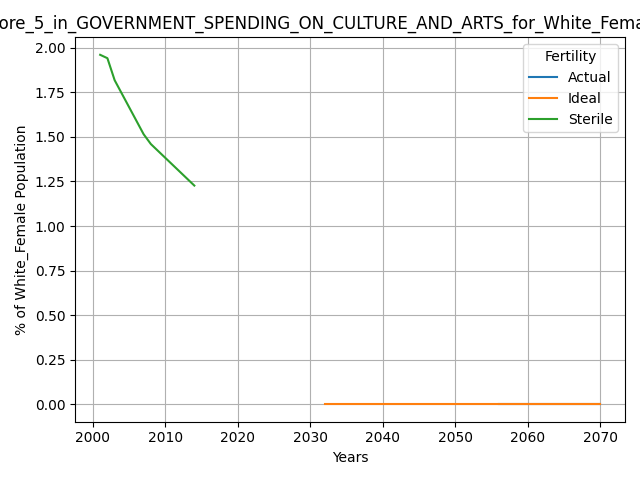 ore_5_in_GOVERNMENT_SPENDING_ON_CULTURE_AND_ARTS_for_White_Fema
Fertility
Actual
Ideal
Sterile
% of White_Female Population
2.00
1.75
1.50
1.25
1.00
0.75
0.50
0.25
0.00
2000 2010 2020 2030 2040 2050 2060 2070
Years